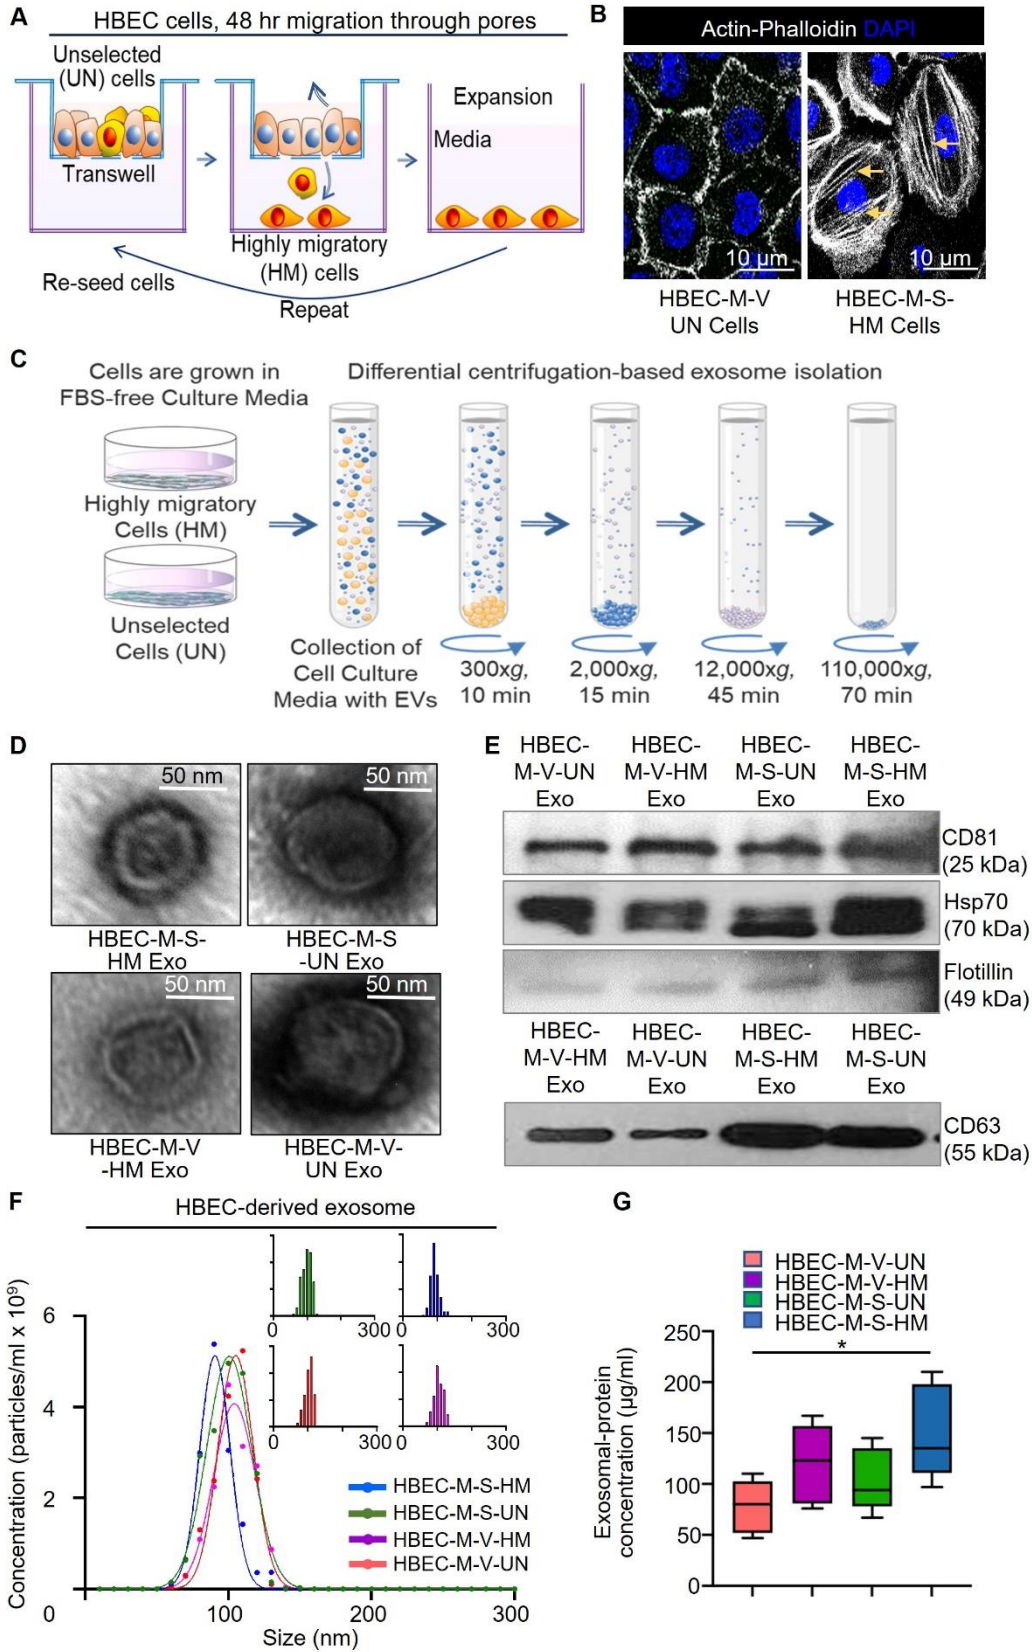 A
HBEC cells, 48 hr migration through pores
Unselected
(UN) cells
Transwell
Highly migratory
(HM) cells
Expansion
Media
Re-seed cells
Repeat
B
Actin-Phalloidin DAPI
10 µm
10 µm
HBEC-M-V
UN Cells
HBEC-M-S-
HM Cells
C
Cells are grown in
FBS-free Culture Media
Highly migratory
Cells (HM)
Unselected
Cells (UN)
Differential centrifugation-based exosome isolation
Collection of
Cell Culture
Media with EVs
300xg,
10 min
2,000xg,
15 min
12,000xg,
45 min
110,000xg,
70 min
D
50 nm
50 nm
HBEC-M-S-
HM Exo
HBEC-M-S
-UN Exo
50 nm
50 nm
HBEC-M-V
-HM Exo
HBEC-M-V-
UN Exo
E
HBEC-
M-V-UN
Exo
HBEC-
M-V-HM
Exo
HBEC-
M-S-UN
Exo
HBEC-
M-S-HM
Exo
CD81
(25 kDa)
Hsp70
(70 kDa)
Flotillin
(49 kDa)
HBEC-
M-V-HM
Exo
HBEC-
M-V-UN
Exo
HBEC-
M-S-HM
Exo
HBEC-
M-S-UN
Exo
CD63
(55 kDa)
F
HBEC-derived exosome
Concentration (particles/ml x 10⁹)
6
4
2
0
100
200
300
Size (nm)
0 300
0 300
0 300
0 300
HBEC-M-S-HM
HBEC-M-S-UN
HBEC-M-V-HM
HBEC-M-V-UN
G
HBEC-M-V-UN
HBEC-M-V-HM
HBEC-M-S-UN
HBEC-M-S-HM
Exosomal-protein
concentration (µg/ml)
250
200
150
100
50
0
*